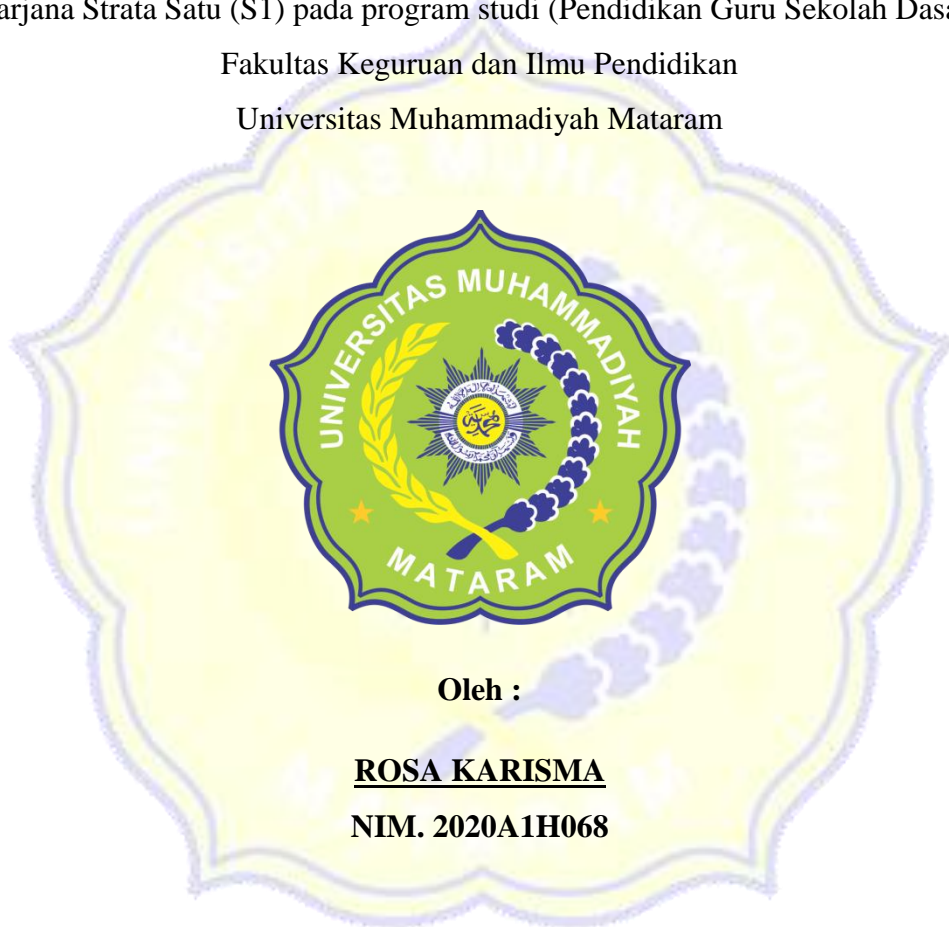 arjana Strata Satu (S1) pada program studi (Pendidikan Guru Sekolah Dasa
Fakultas Keguruan dan Ilmu Pendidikan
Universitas Muhammadiyah Mataram
UNIVERSITAS MUHAMMADIYAH
MATARAM
Oleh :
ROSA KARISMA
NIM. 2020A1H068